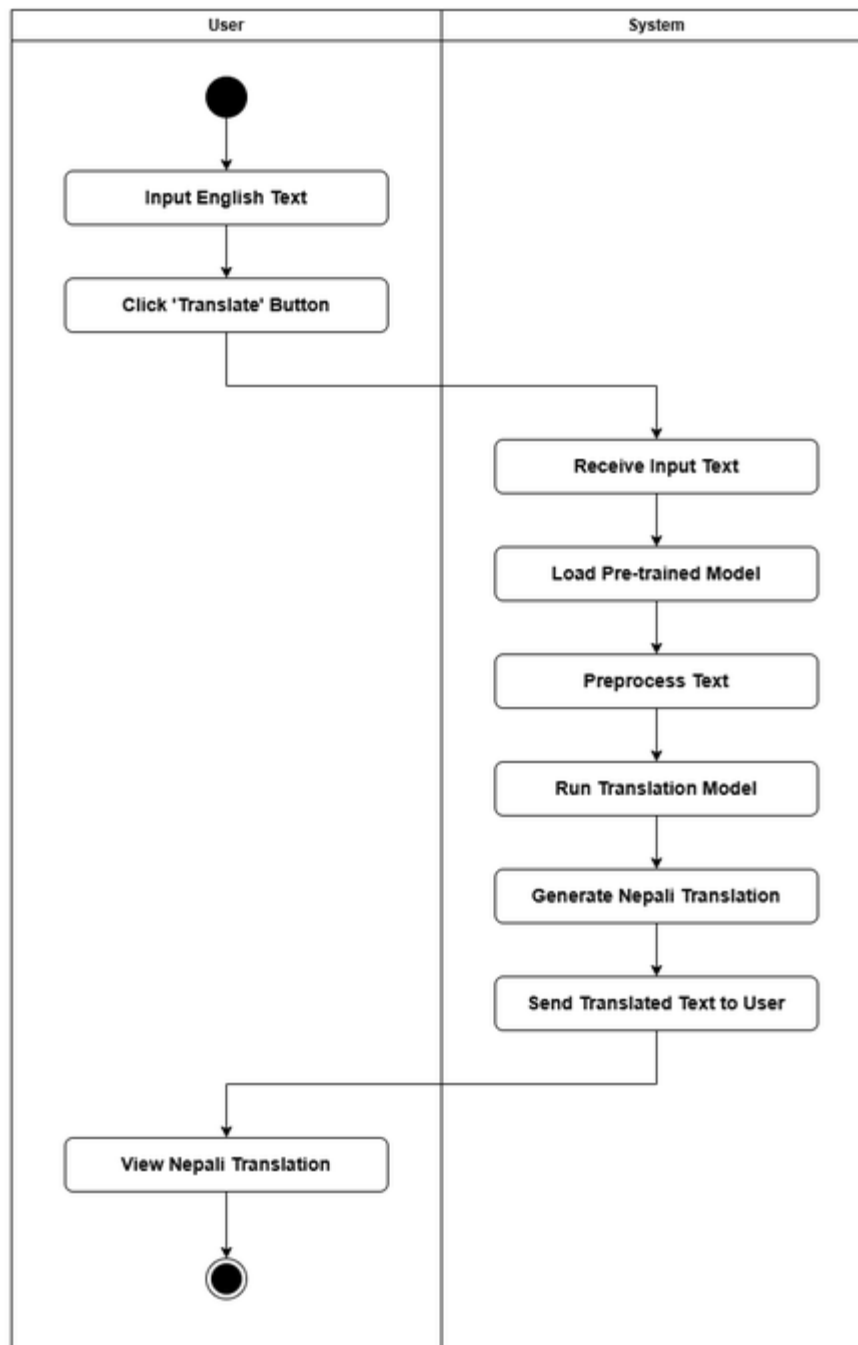 User
System
Input English Text
Click 'Translate' Button
Receive Input Text
Load Pre-trained Model
Preprocess Text
Run Translation Model
Generate Nepali Translation
Send Translated Text to User
View Nepali Translation